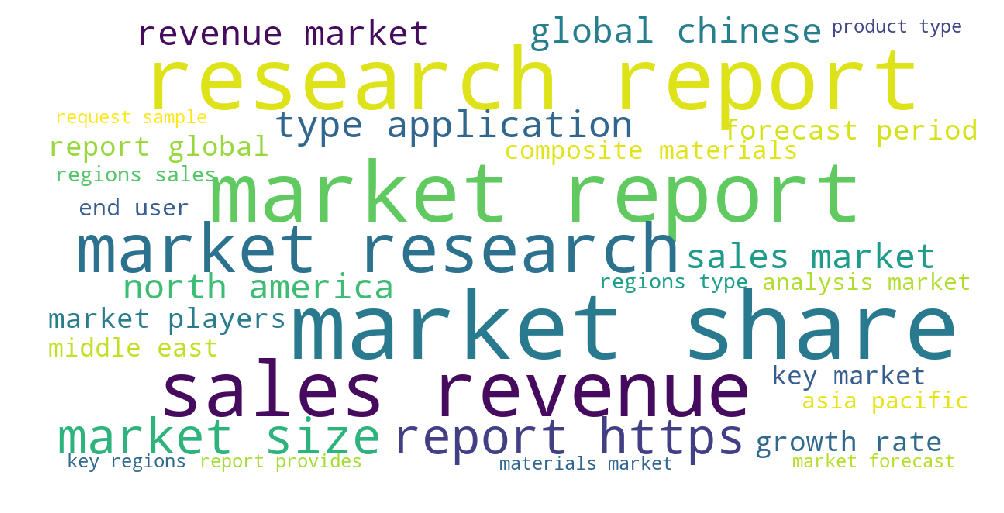 revenue market
global chinese
product type
research report
request sample
type application
forecast period
report global
composite materials
regions sales
market report
end user
market research
sales market
north america
regions type
analysis market
market players
market share
middle east
sales revenue
key market
asia pacific
market size
report https
growth rate
key regions
report provides
materials market
market forecast